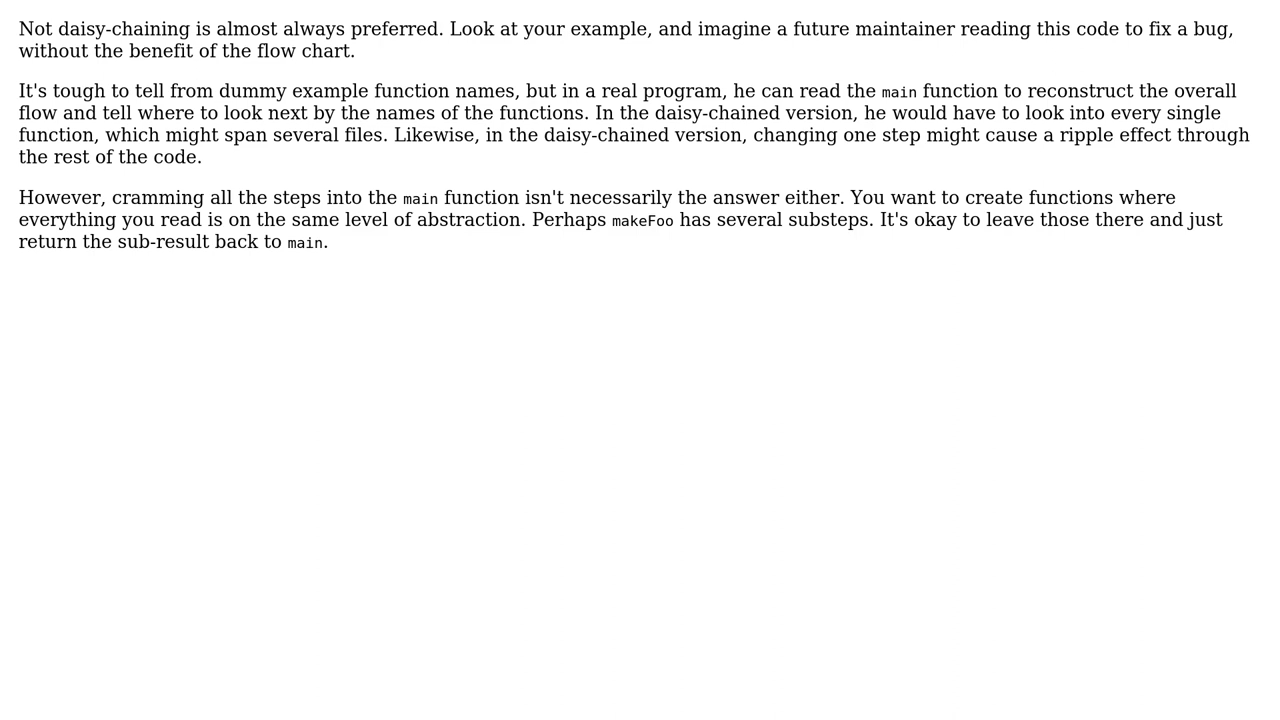 Not daisy-chaining is almost always preferred. Look at your example, and imagine a future maintainer reading this code to fix a bug,
without the benefit of the flow chart.
It's tough to tell from dummy example function names, but in a real program, he can read the main function to reconstruct the overall
flow and tell where to look next by the names of the functions. In the daisy-chained version, he would have to look into every single
function, which might span several files. Likewise, in the daisy-chained version, changing one step might cause a ripple effect through
the rest of the code.
However, cramming all the steps into the main function isn't necessarily the answer either. You want to create functions where
everything you read is on the same level of abstraction. Perhaps makeFoo has several substeps. It's okay to leave those there and just
return the sub-result back to main.